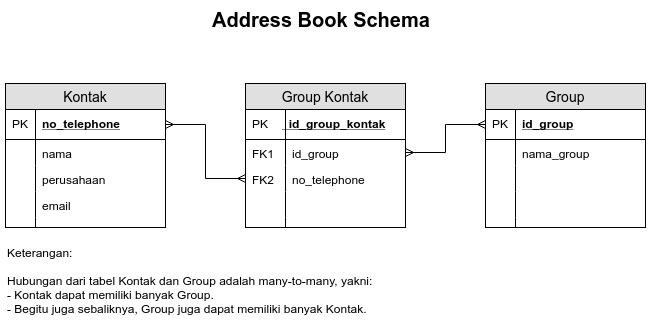 Address Book Schema
Kontak
PK no_telephone
nama
perusahaan
email
Group Kontak
PK id_group_kontak
FK1 id_group
FK2 no_telephone
Group
PK id_group
nama_group
Keterangan:
Hubungan dari tabel Kontak dan Group adalah many-to-many, yakni:
- Kontak dapat memiliki banyak Group.
- Begitu juga sebaliknya, Group juga dapat memiliki banyak Kontak.